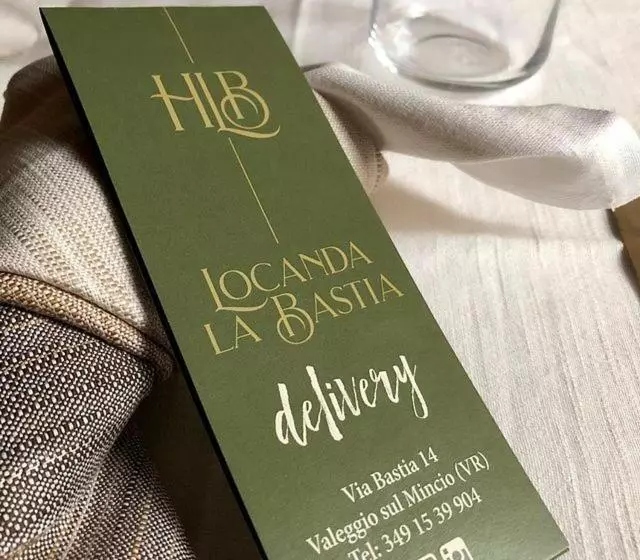 HLB
LOCANDA
LA BASTIA
delivery
Via Bastia 14
Valeggio sul Mincio (VR)
Tel: 349 15 39 904